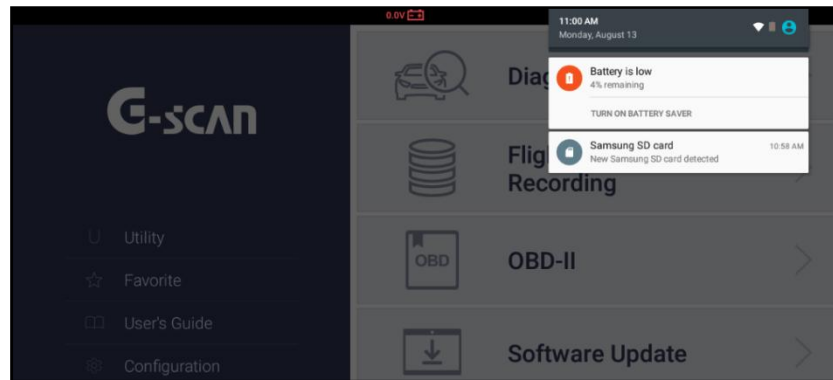 0.0V
11:00 AM
Monday, August 13
Battery is low
4% remaining
TURN ON BATTERY SAVER
Samsung SD card
10:58 AM
New Samsung SD card detected
G-scan
Utility
Favorite
User's Guide
Configuration
Diag
Flig
Recording
OBD
OBD-II
Software Update